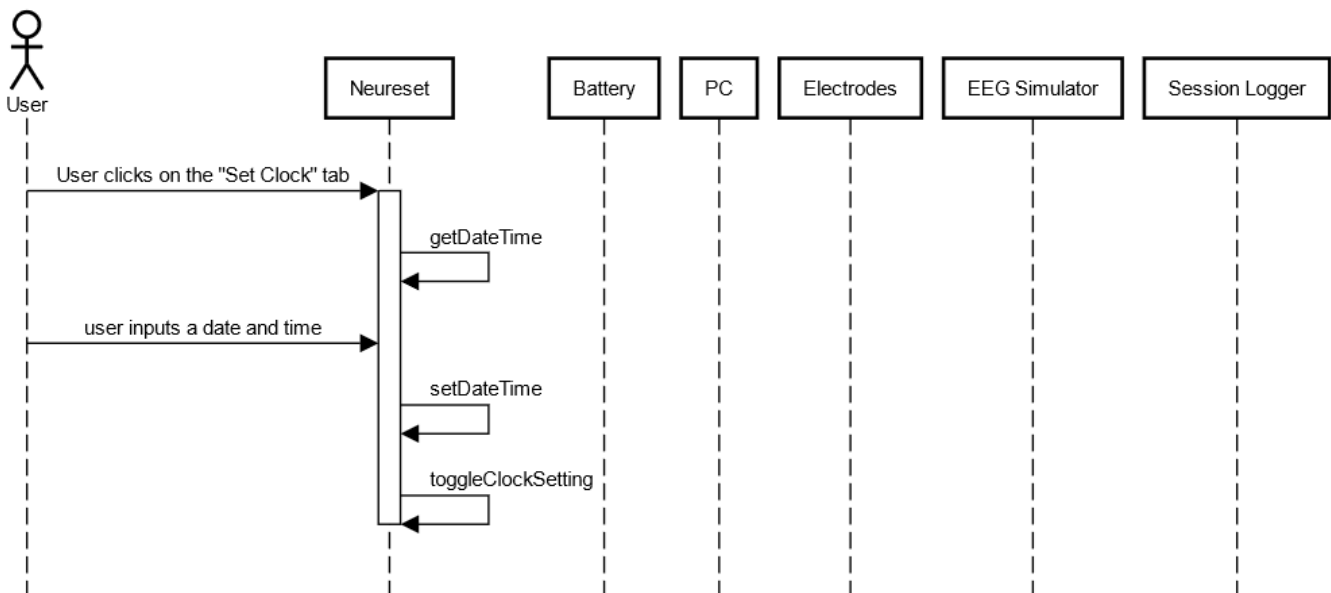 User
Neureset
Battery
PC
Electrodes
EEG Simulator
Session Logger
User clicks on the "Set Clock" tab
getDateTime
user inputs a date and time
setDateTime
toggleClockSetting